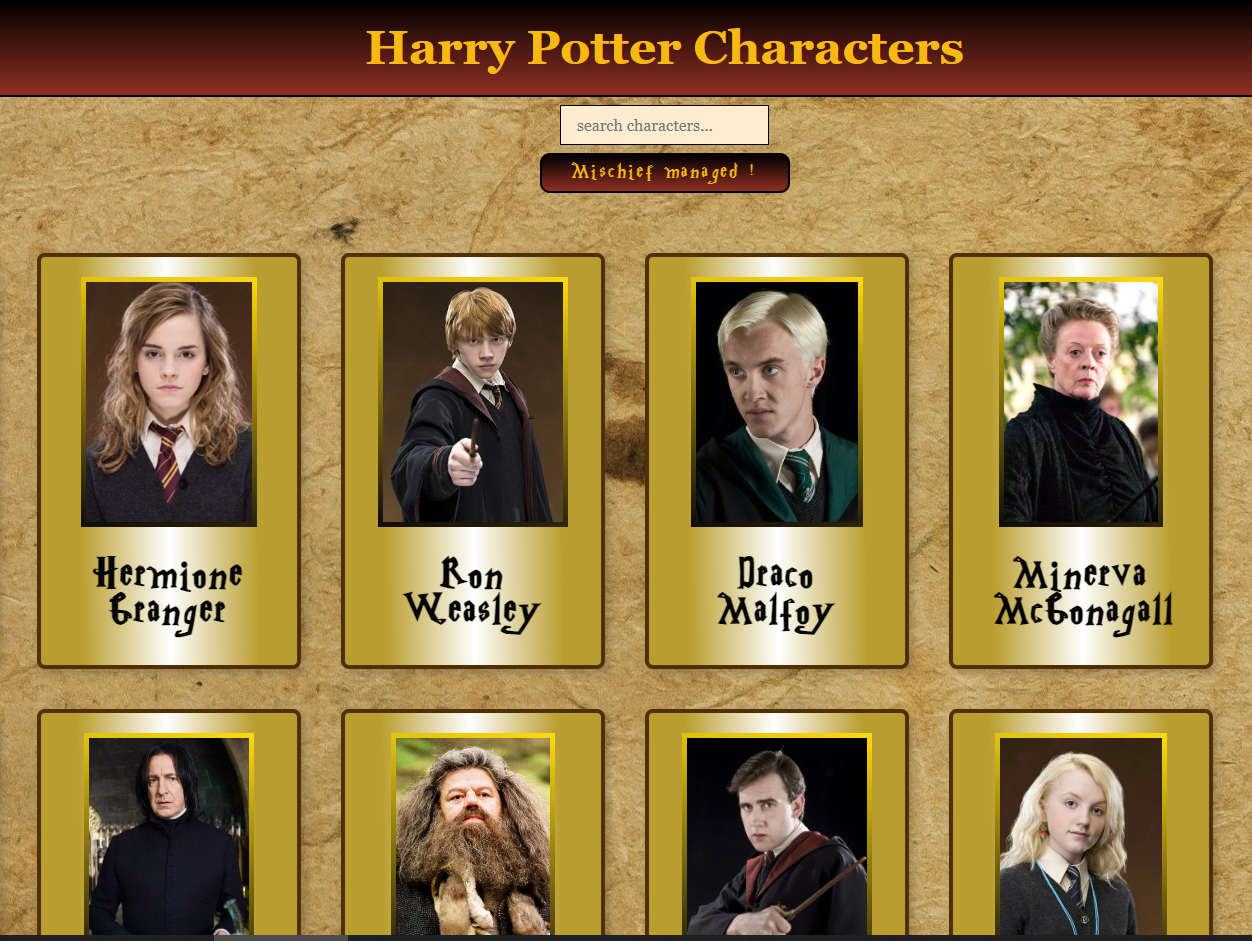 Harry Potter Characters
search characters...
Mischief managed !
Hermione
Granger
Ron
Weasley
Draco
Malfoy
Minerva
McGonagall